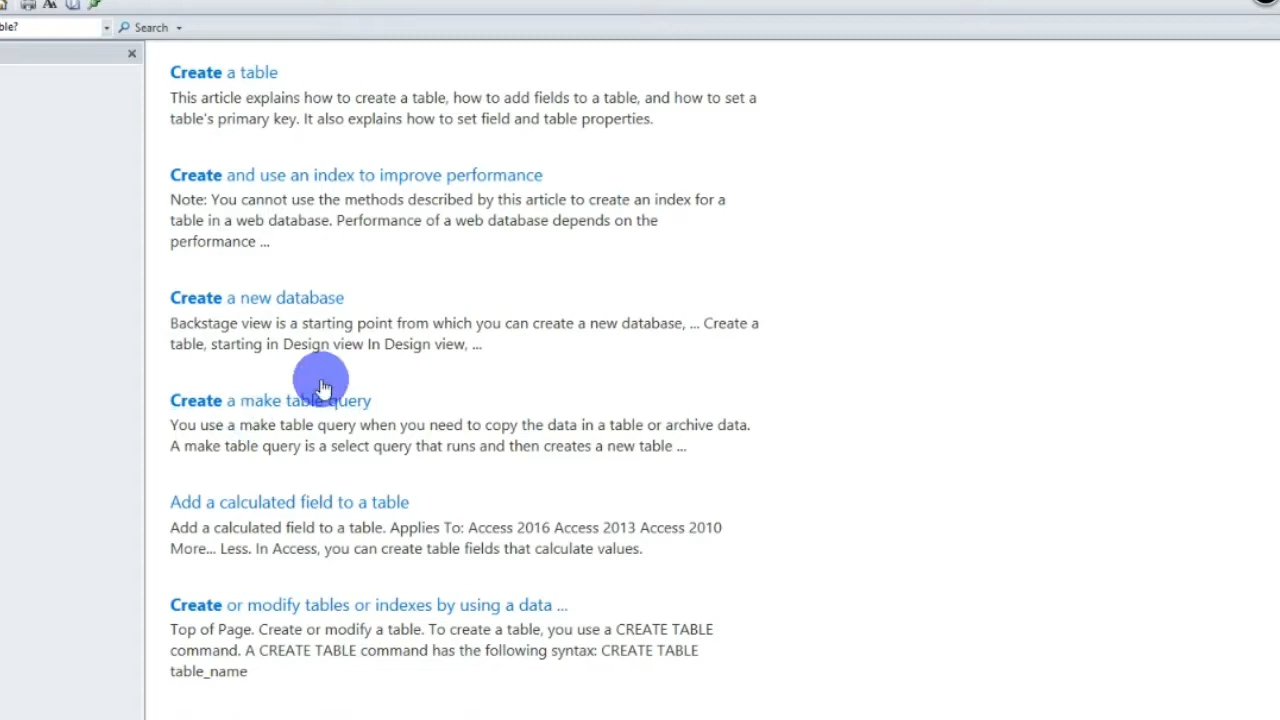 ble?
Search
Create a table
This article explains how to create a table, how to add fields to a table, and how to set a
table's primary key. It also explains how to set field and table properties.
Create and use an index to improve performance
Note: You cannot use the methods described by this article to create an index for a
table in a web database. Performance of a web database depends on the
performance ...
Create a new database
Backstage view is a starting point from which you can create a new database, ... Create a
table, starting in Design view In Design view, ...
Create a make table query
You use a make table query when you need to copy the data in a table or archive data.
A make table query is a select query that runs and then creates a new table ...
Add a calculated field to a table
Add a calculated field to a table. Applies To: Access 2016 Access 2013 Access 2010
More... Less. In Access, you can create table fields that calculate values.
Create or modify tables or indexes by using a data ...
Top of Page. Create or modify a table. To create a table, you use a CREATE TABLE
command. A CREATE TABLE command has the following syntax: CREATE TABLE
table_name